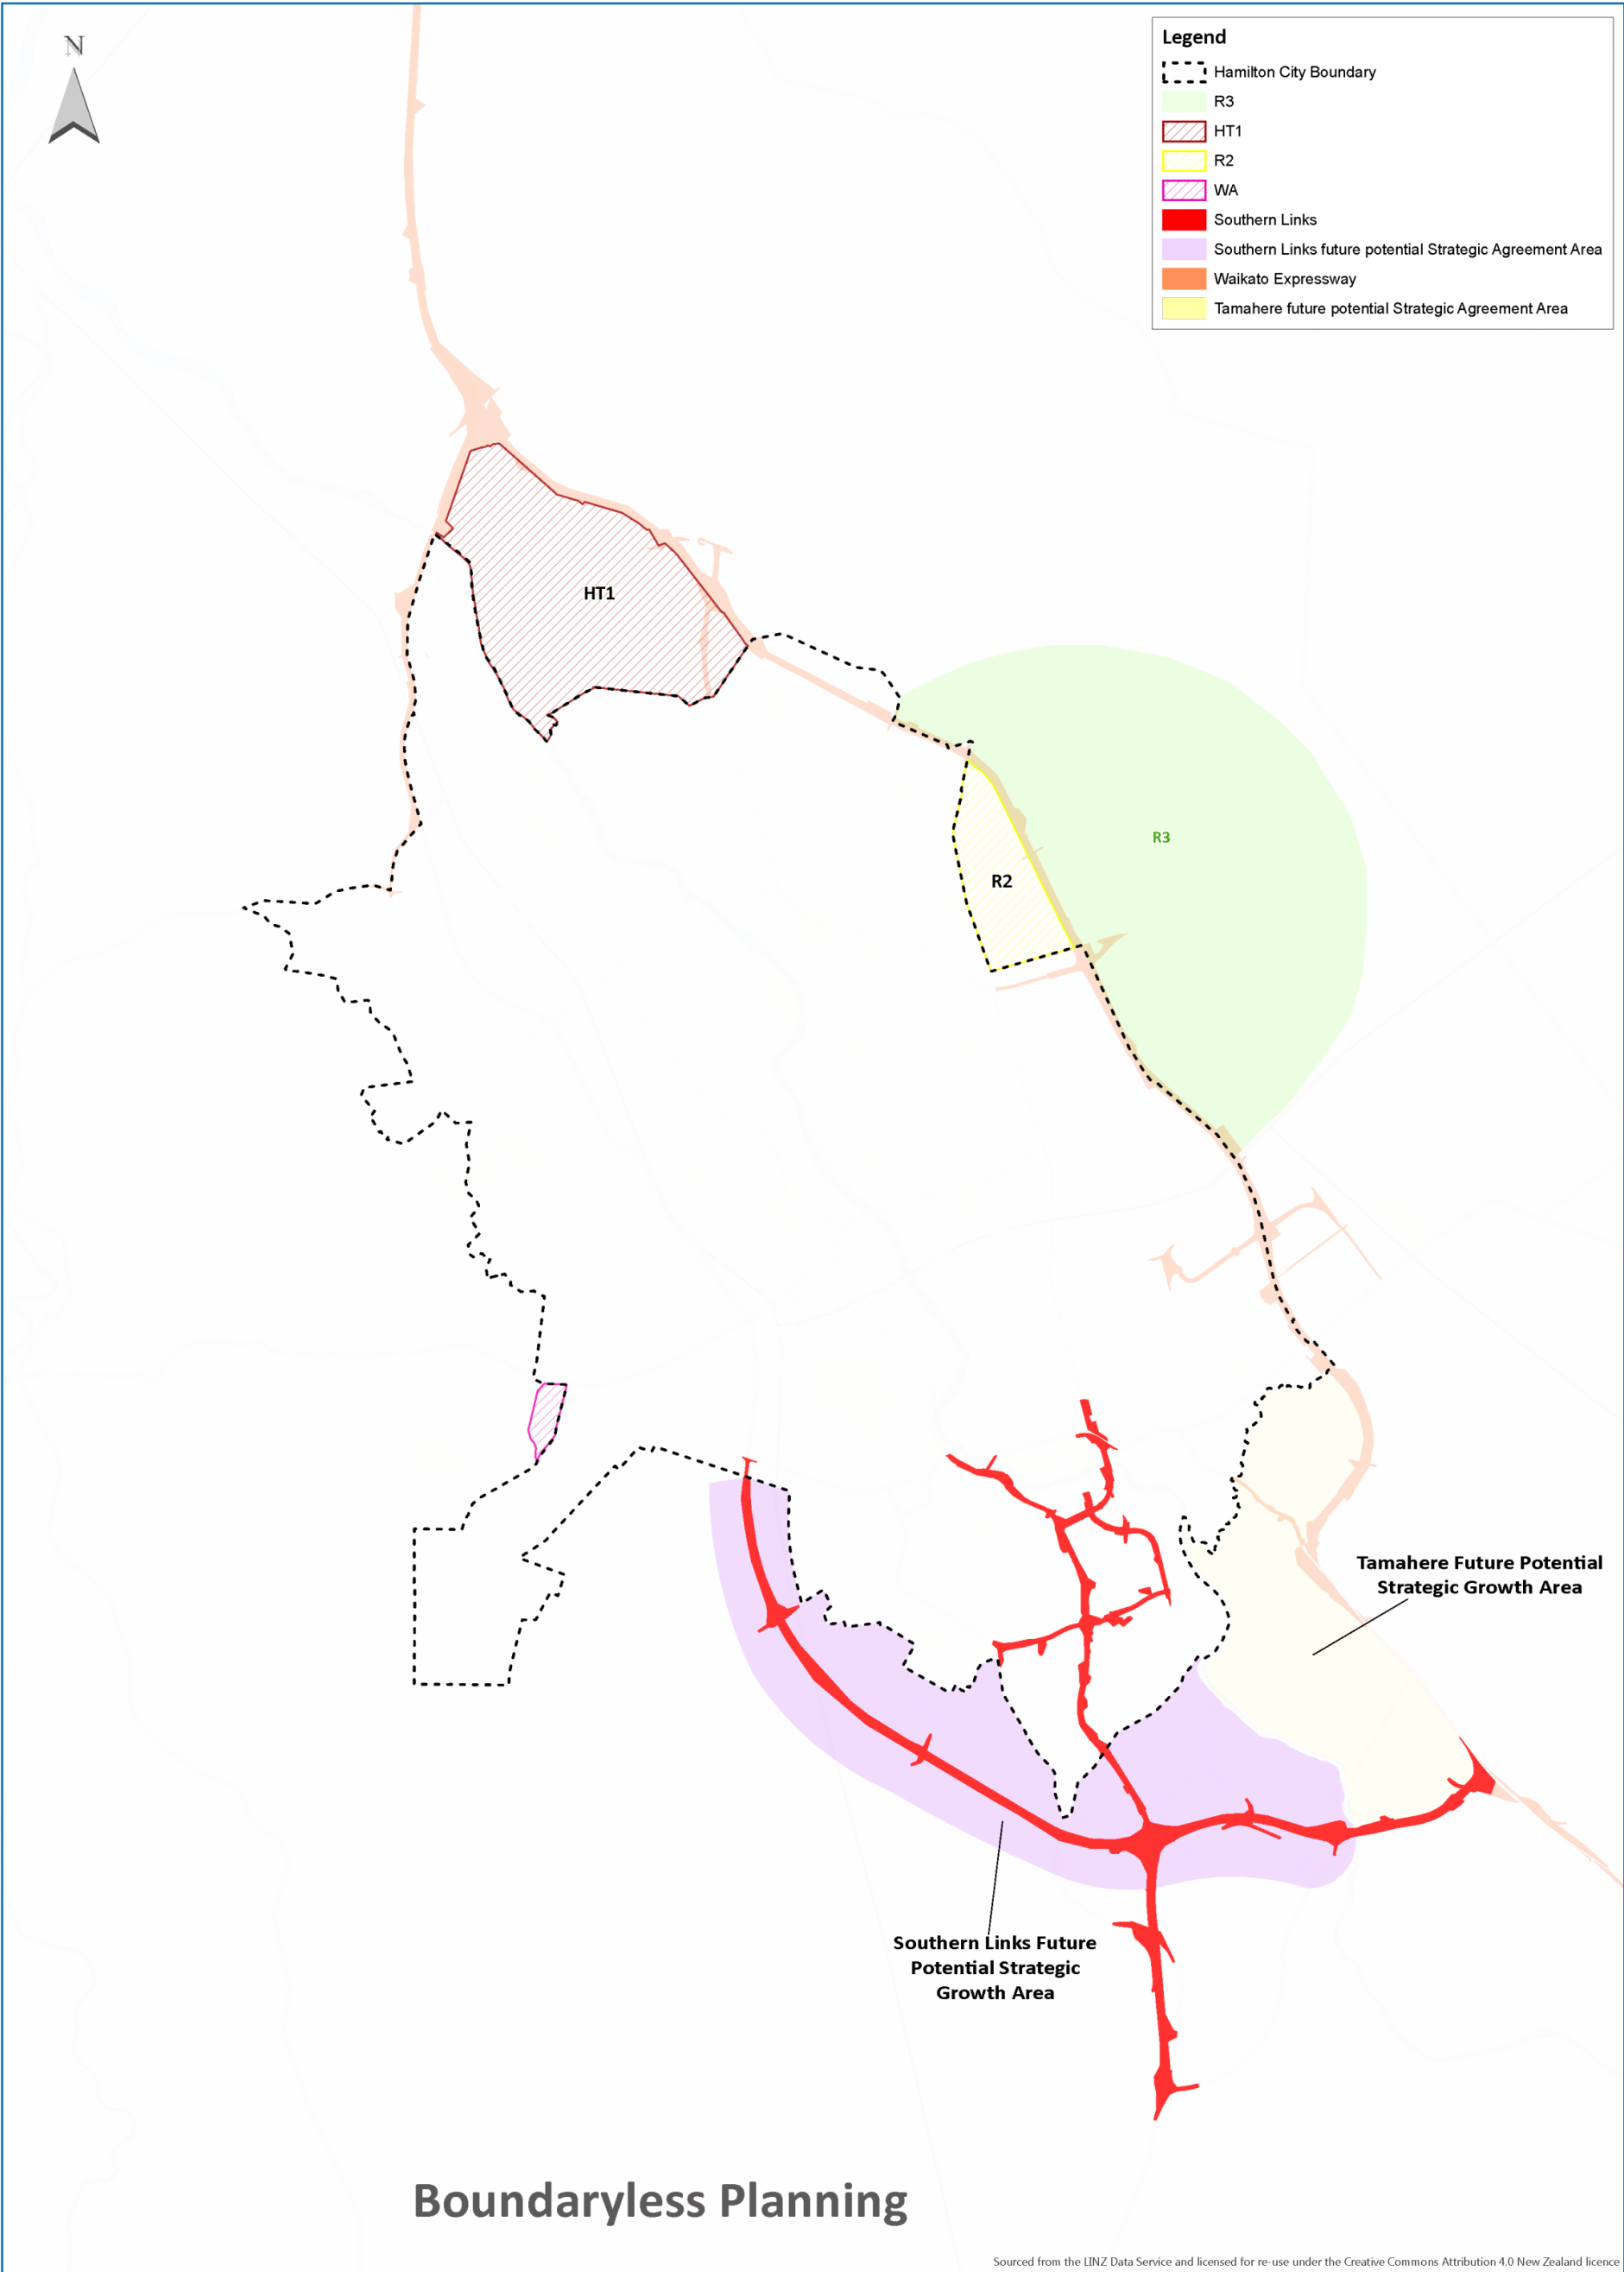 N
Legend
Hamilton City Boundary
R3
HT1
R2
WA
Southern Links
Southern Links future potential Strategic Agreement Area
Waikato Expressway
Tamahere future potential Strategic Agreement Area
HT1
R3
R2
Tamahere Future Potential
Strategic Growth Area
Southern Links Future
Potential Strategic
Growth Area
Boundaryless Planning
Sourced from the LINZ Data Service and licensed for re-use under the Creative Commons Attribution 4.0 New Zealand licence